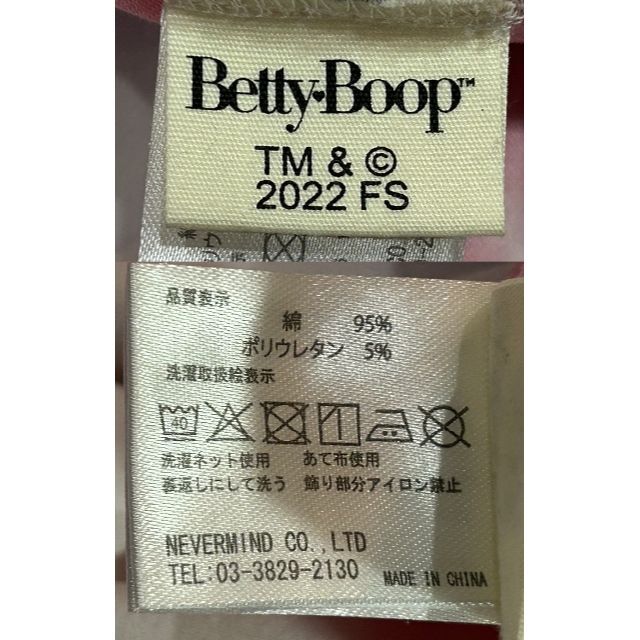 Betty Boop™
TM & ©
2022 FS
品質表示
綿 95%
ポリウレタン 5%
洗濯取扱絵表示
40
洗濯ネット使用 あて布使用
裏返しにして洗う 飾り部分アイロン禁止
NEVERMIND CO.,LTD
TEL:03-3829-2130
MADE IN CHINA